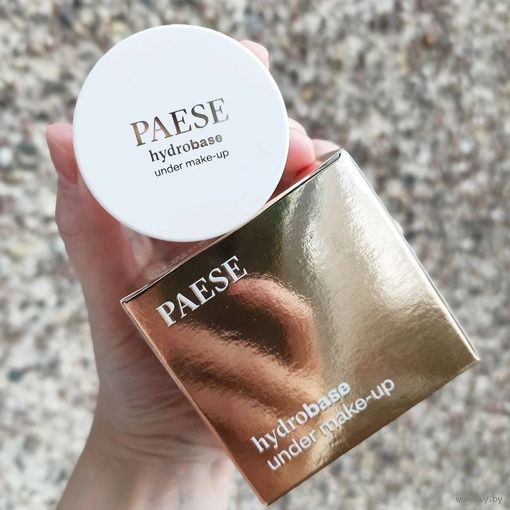 PAESE
hydrobase
under make-up
PAESE
hydrobase
under make-up